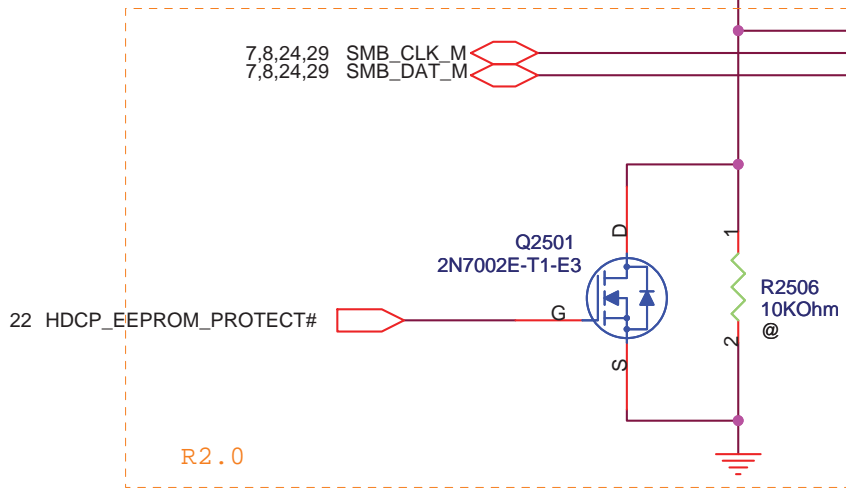 7,8,24,29 SMB_CLK_M
7,8,24,29 SMB_DAT_M
D
1
Q2501
2N7002E-T1-E3
R2506
10KOhm
@
22 HDCP_EEPROM_PROTECT#
G
2
S
R2.0